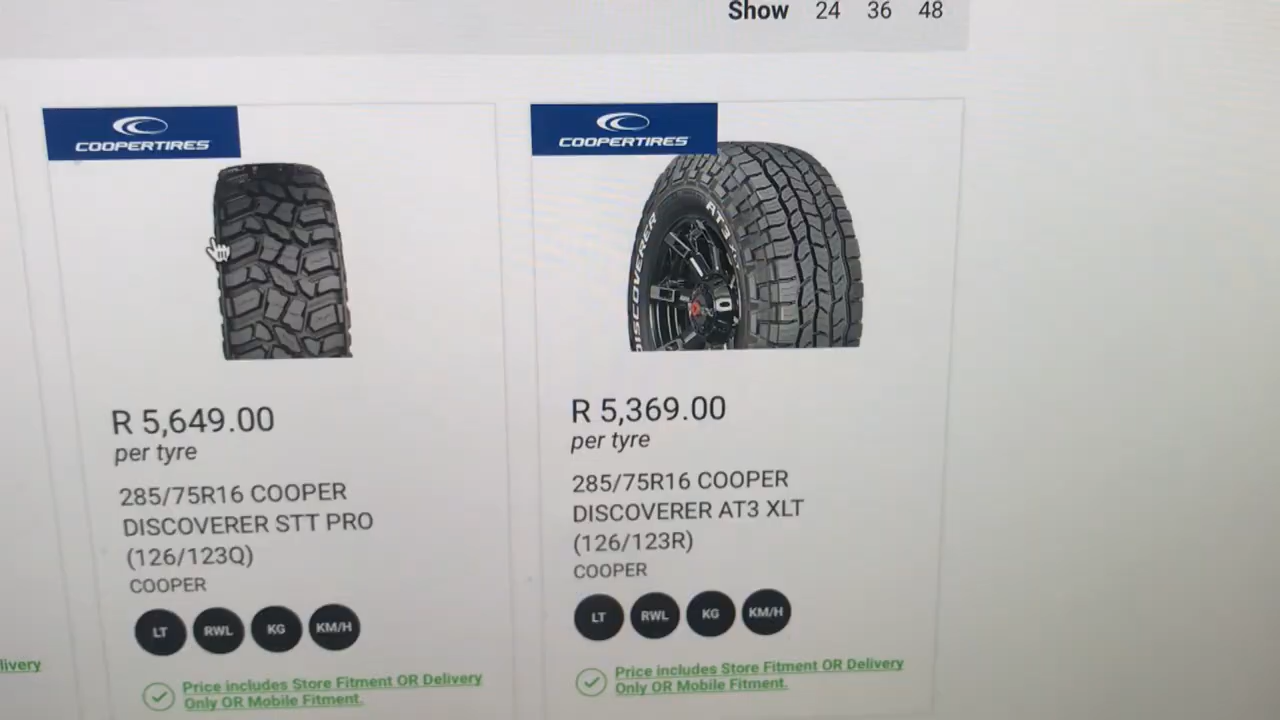 Show 24 36 48
COOPERTIRES
R 5,649.00
per tyre
285/75R16 COOPER
DISCOVERER STT PRO
(126/123Q)
COOPER
LT RWL KG KM/H
Price includes Store Fitment OR Delivery
Only OR Mobile Fitment.
COOPERTIRES
DISCOVERER AT3
R 5,369.00
per tyre
285/75R16 COOPER
DISCOVERER AT3 XLT
(126/123R)
COOPER
LT RWL KG KM/H
Price includes Store Fitment OR Delivery
Only OR Mobile Fitment.
livery